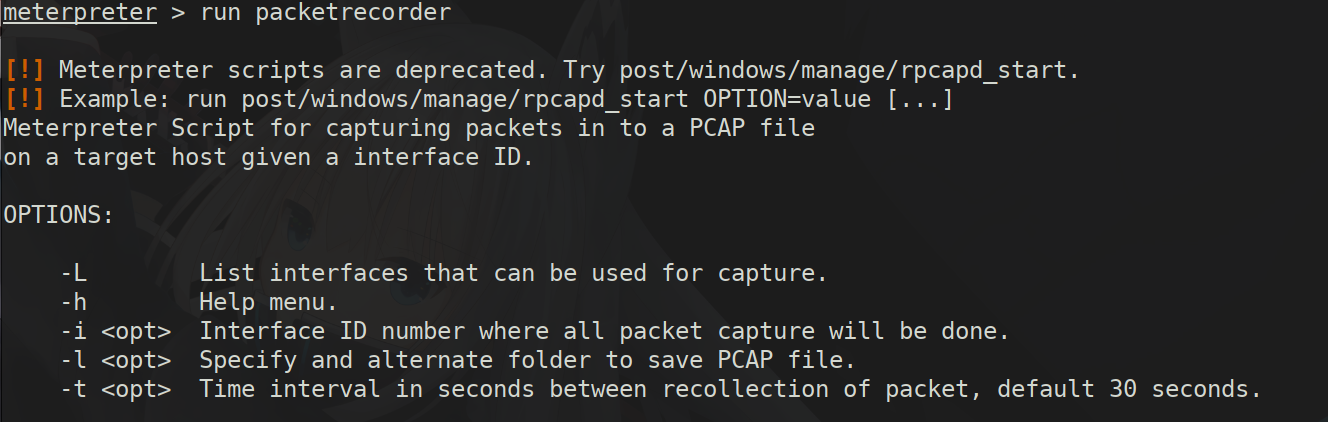 meterpreter > run packetrecorder
[!] Meterpreter scripts are deprecated. Try post/windows/manage/rpcapd_start.
[!] Example: run post/windows/manage/rpcapd_start OPTION=value [...]
Meterpreter Script for capturing packets in to a PCAP file
on a target host given a interface ID.
OPTIONS:
-L        List interfaces that can be used for capture.
-h        Help menu.
-i <opt>  Interface ID number where all packet capture will be done.
-l <opt>  Specify and alternate folder to save PCAP file.
-t <opt>  Time interval in seconds between recollection of packet, default 30 seconds.